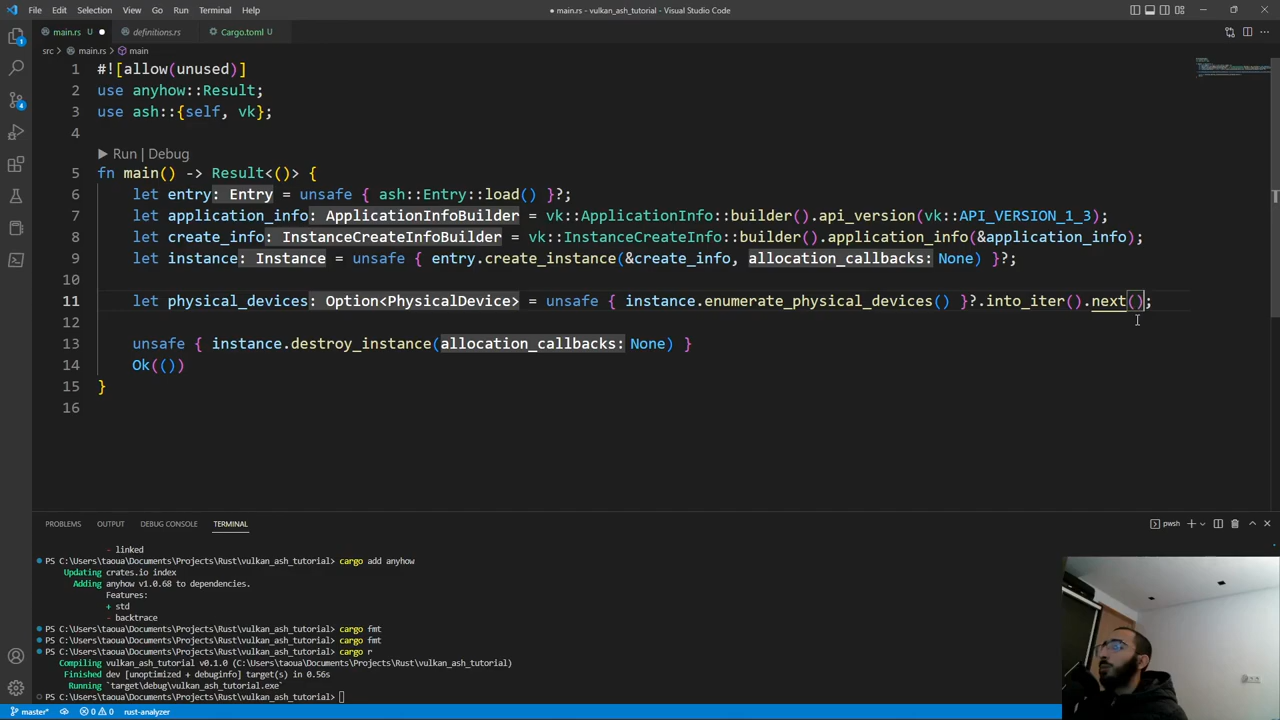 File Edit Selection View Go Run Terminal Help
● main.rs - vulkan_ash_tutorial - Visual Studio Code
main.rs U ● definitions.rs Cargo.toml U
src > main.rs > main
1 #![allow(unused)]
2 use anyhow::Result;
3 use ash::{self, vk};
4
▶ Run | Debug
5 fn main() -> Result<()> {
6 let entry: Entry = unsafe { ash::Entry::load() }?;
7 let application_info: ApplicationInfoBuilder = vk::ApplicationInfo::builder().api_version(vk::API_VERSION_1_3);
8 let create_info: InstanceCreateInfoBuilder = vk::InstanceCreateInfo::builder().application_info(&application_info);
9 let instance: Instance = unsafe { entry.create_instance(&create_info, allocation_callbacks: None) }?;
10
11 let physical_devices: Option<PhysicalDevice> = unsafe { instance.enumerate_physical_devices() }?.into_iter().next();
12
13 unsafe { instance.destroy_instance(allocation_callbacks: None) }
14 Ok(())
15 }
16
PROBLEMS OUTPUT DEBUG CONSOLE TERMINAL
pwsh
- linked
PS C:\Users\taoua\Documents\Projects\Rust\vulkan_ash_tutorial> cargo add anyhow
Updating crates.io index
Adding anyhow v1.0.68 to dependencies.
Features:
+ std
- backtrace
PS C:\Users\taoua\Documents\Projects\Rust\vulkan_ash_tutorial> cargo fmt
PS C:\Users\taoua\Documents\Projects\Rust\vulkan_ash_tutorial> cargo fmt
PS C:\Users\taoua\Documents\Projects\Rust\vulkan_ash_tutorial> cargo r
Compiling vulkan_ash_tutorial v0.1.0 (C:\Users\taoua\Documents\Projects\Rust\vulkan_ash_tutorial)
Finished dev [unoptimized + debuginfo] target(s) in 0.56s
Running `target\debug\vulkan_ash_tutorial.exe`
PS C:\Users\taoua\Documents\Projects\Rust\vulkan_ash_tutorial>
master* 0 0 rust-analyzer